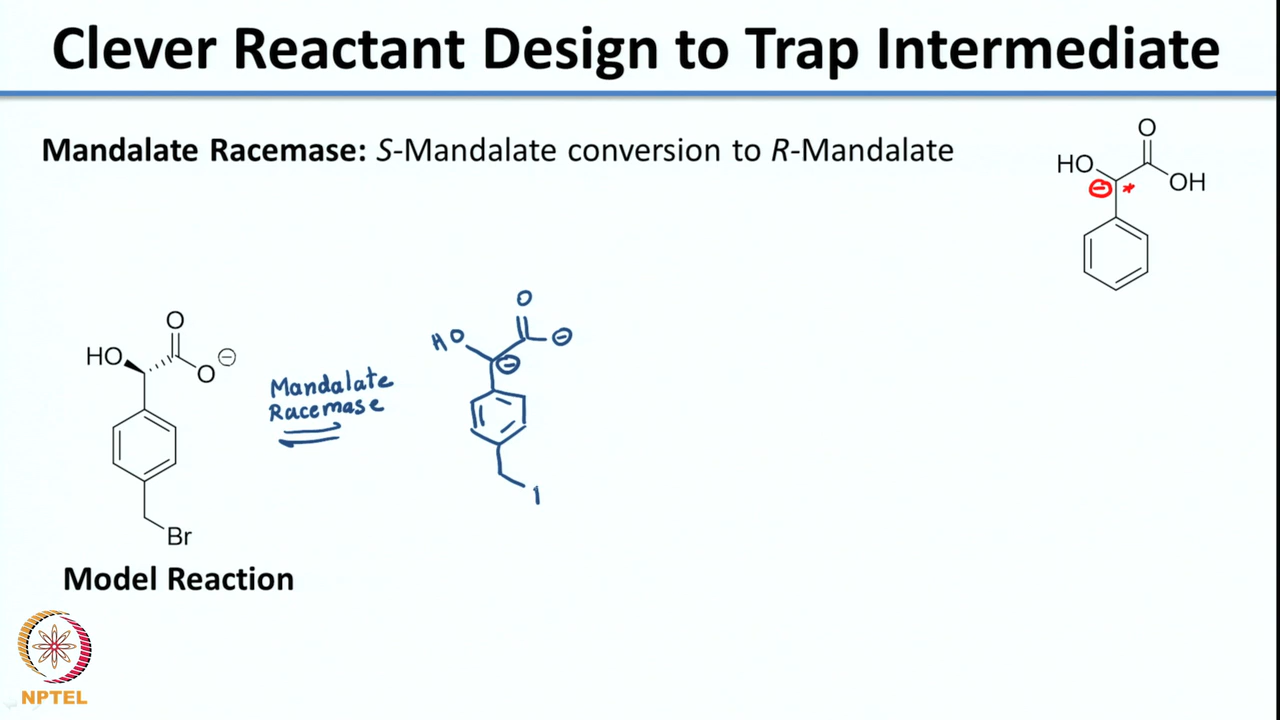 Clever Reactant Design to Trap Intermediate
Mandalate Racemase: S-Mandalate conversion to R-Mandalate
O
HO
OH
⊖ *
O
HO
O ⊖
Br
Mandalate
Racemase
O
HO
⊖
⊖
Model Reaction
NPTEL